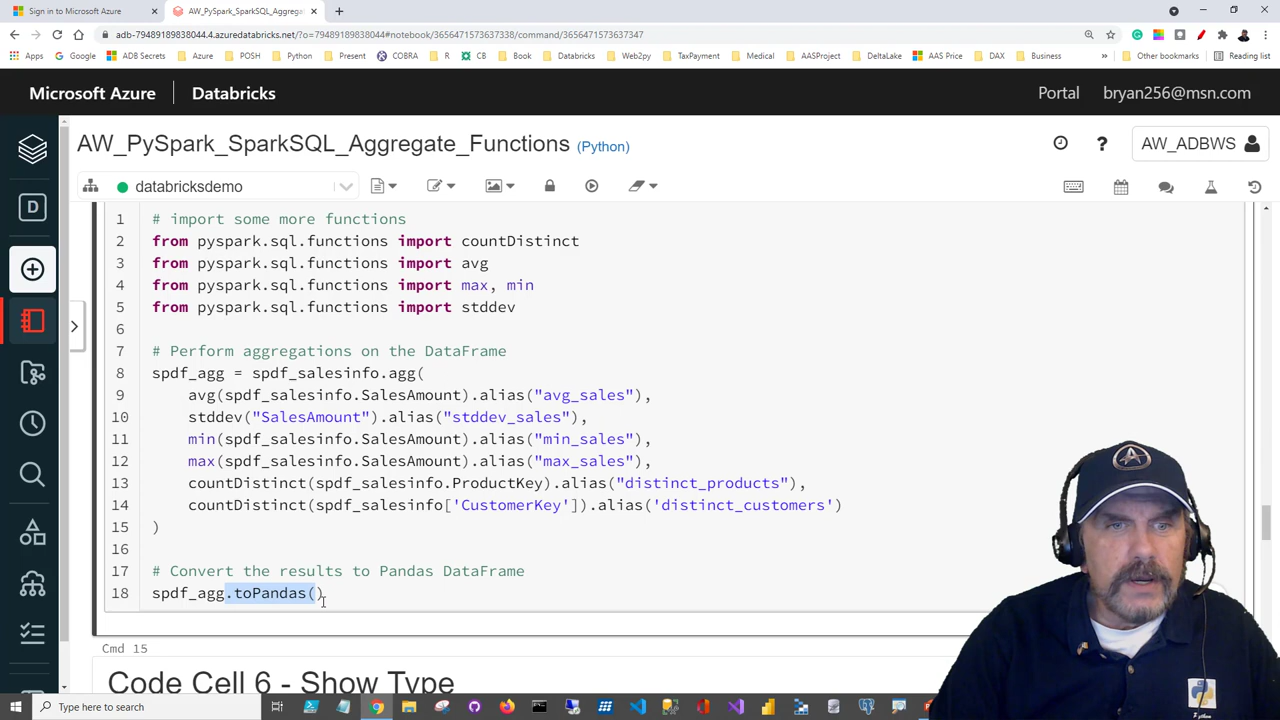 Sign in to Microsoft Azure
AW_PySpark_SparkSQL_Aggrega
adb-79489189838044.4.azuredatabricks.net/?o=79489189838044#notebook/3656471573637338/command/3656471573637347
Apps
Google
ADB Secrets
Azure
POSH
Python
Present
COBRA
R
CB
Book
Databricks
Web2py
TaxPayment
Medical
AASProject
DeltaLake
AAS Price
DAX
Business
»
Other bookmarks
Reading list
Microsoft Azure
Databricks
Portal
bryan256@msn.com
AW_PySpark_SparkSQL_Aggregate_Functions (Python)
? AW_ADBWS
D
databricksdemo
1 # import some more functions
2 from pyspark.sql.functions import countDistinct
3 from pyspark.sql.functions import avg
4 from pyspark.sql.functions import max, min
5 from pyspark.sql.functions import stddev
6
7 # Perform aggregations on the DataFrame
8 spdf_agg = spdf_salesinfo.agg(
9 avg(spdf_salesinfo.SalesAmount).alias("avg_sales"),
10 stddev("SalesAmount").alias("stddev_sales"),
11 min(spdf_salesinfo.SalesAmount).alias("min_sales"),
12 max(spdf_salesinfo.SalesAmount).alias("max_sales"),
13 countDistinct(spdf_salesinfo.ProductKey).alias("distinct_products"),
14 countDistinct(spdf_salesinfo['CustomerKey']).alias('distinct_customers')
15 )
16
17 # Convert the results to Pandas DataFrame
18 spdf_agg.toPandas()
Cmd 15
Code Cell 6 - Show Type
Type here to search